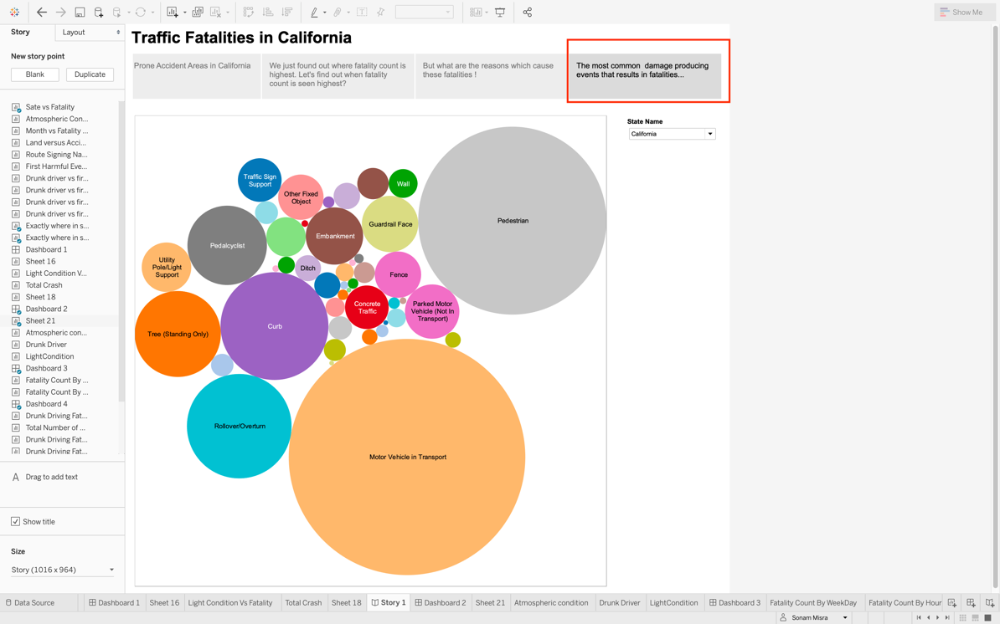 Show Me
Story
Layout
Traffic Fatalities in California
New story point
Blank
Duplicate
Prone Accident Areas in California
We just found out where fatality count is
highest. Let's find out when fatality
count is seen highest?
But what are the reasons which cause
these fatalities !
The most common  damage producing
events that results in fatalities...
Sate vs Fatality
Atmospheric Con...
Month vs Fatality ...
Land versus Acci...
Route Signing Na...
First Harmful Eve...
Drunk driver vs fir...
Drunk driver vs fir...
Drunk driver vs fir...
Drunk driver vs fir...
Exactly where in s...
Exactly where in s...
Dashboard 1
Sheet 16
Light Condition V...
Total Crash
Sheet 18
Dashboard 2
Sheet 21
Atmospheric con...
Drunk Driver
LightCondition
Dashboard 3
Fatality Count By ...
Fatality Count By ...
Dashboard 4
Drunk Driving Fat...
Total Number of ...
Drunk Driving Fat...
Drunk Driving Fat...
A Drag to add text
Show title
Size
Story (1016 x 964)
State Name
California
Traffic Sign
Support
Other Fixed
Object
Wall
Pedestrian
Guardrail Face
Embankment
Pedalcyclist
Utility
Pole/Light
Support
Ditch
Fence
Concrete
Traffic
Parked Motor
Vehicle (Not In
Transport)
Curb
Tree (Standing Only)
Rollover/Overturn
Motor Vehicle in Transport
Data Source
Dashboard 1
Sheet 16
Light Condition Vs Fatality
Total Crash
Sheet 18
Story 1
Dashboard 2
Sheet 21
Atmospheric condition
Drunk Driver
LightCondition
Dashboard 3
Fatality Count By WeekDay
Fatality Count By Hour
Sonam Misra